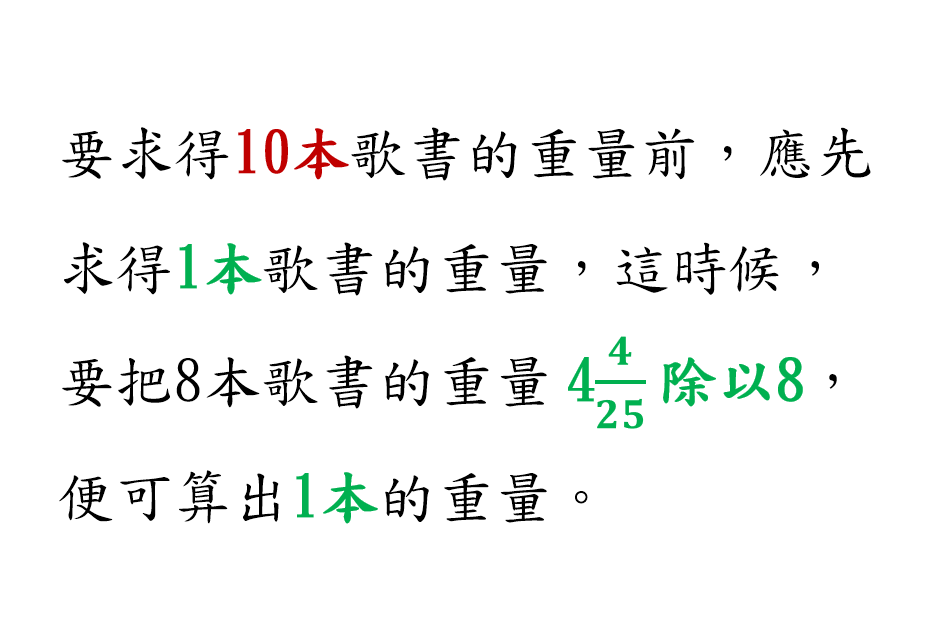 要求得10本歌書的重量前，應先
求得1本歌書的重量，這時候，
要把8本歌書的重量 4 4/25 除以8，
便可算出1本的重量。